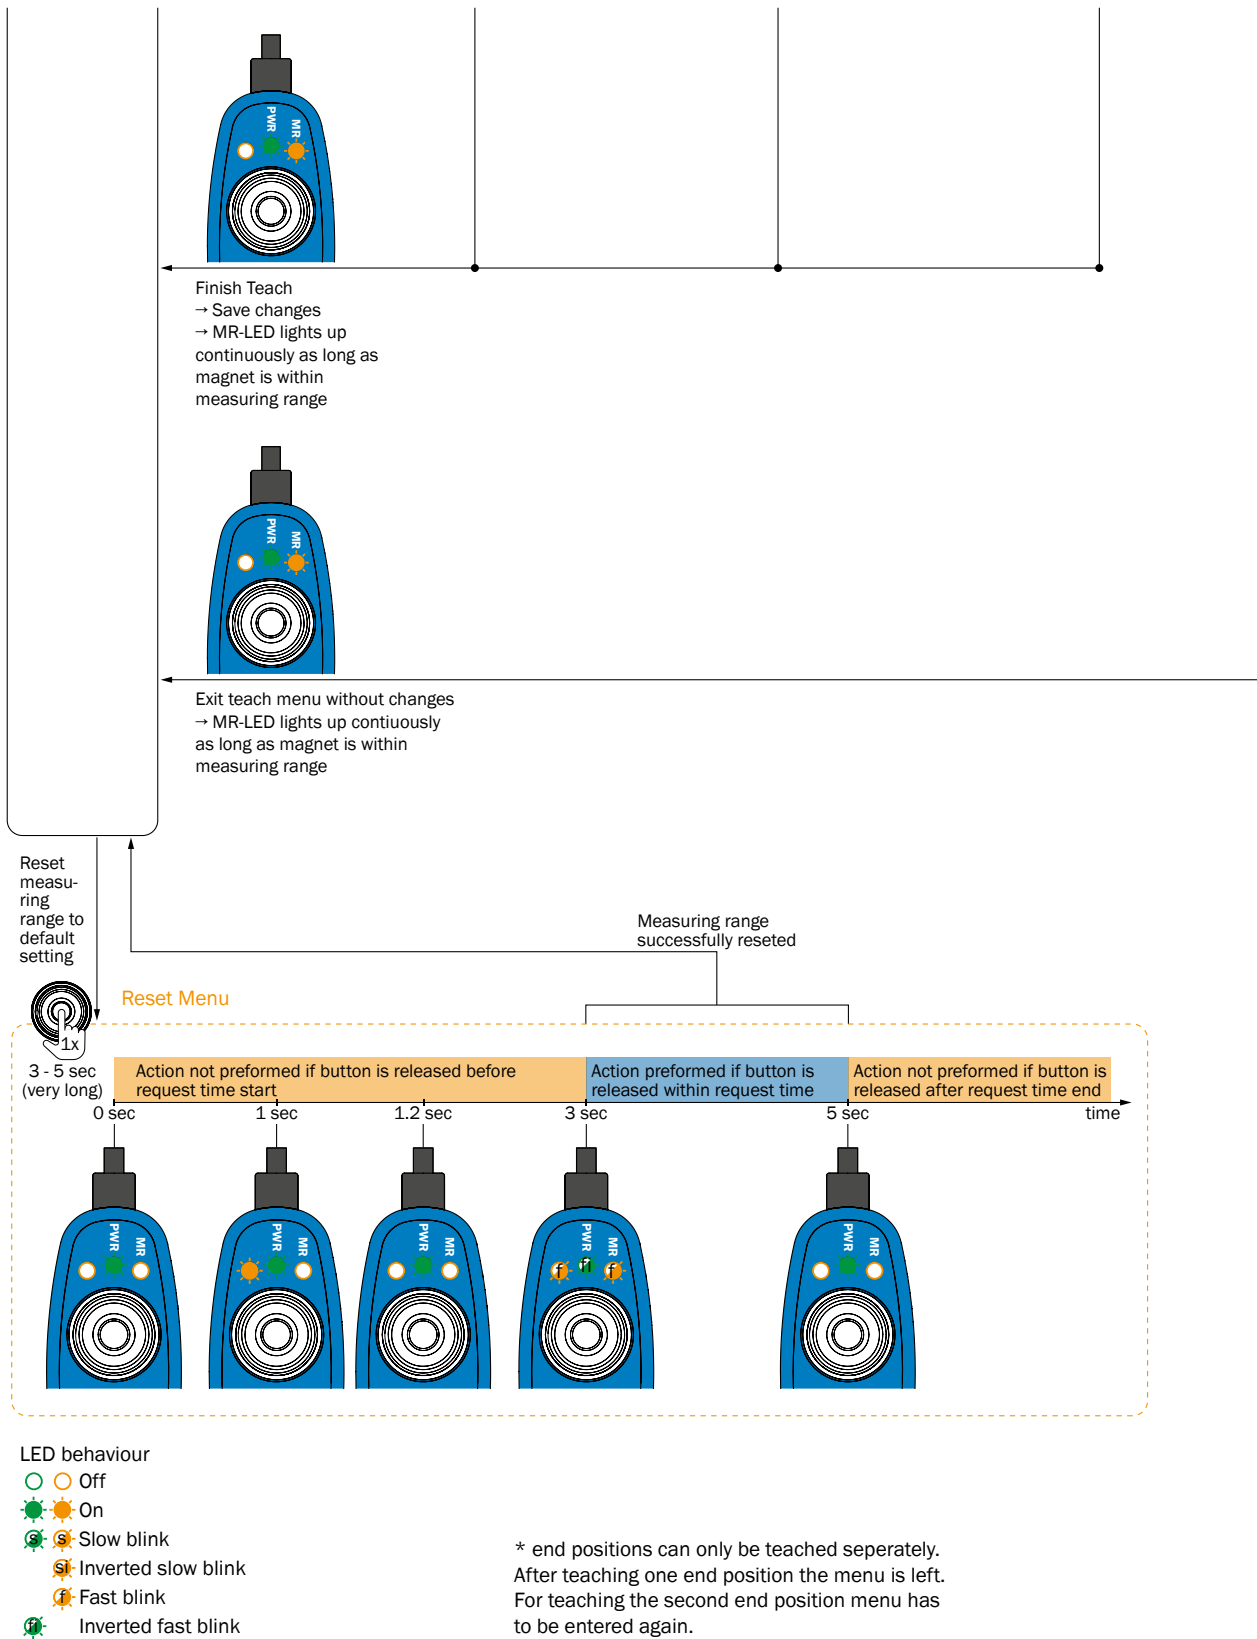 PWR
MR
Finish Teach
→ Save changes
→ MR-LED lights up
continuously as long as
magnet is within
measuring range
PWR
MR
Exit teach menu without changes
→ MR-LED lights up contiuously
as long as magnet is within
measuring range
Reset
measu-
ring
range to
default
setting
Measuring range
successfully reseted
Reset Menu
1x
3 - 5 sec
(very long)
Action not preformed if button is released before
request time start
Action preformed if button is
released within request time
Action not preformed if button is
released after request time end
0 sec
1 sec
1.2 sec
3 sec
5 sec
time
PWR
MR
PWR
MR
PWR
MR
PWR
MR
f
fi
f
PWR
MR
LED behaviour
Off
On
s s Slow blink
si Inverted slow blink
f Fast blink
fi Inverted fast blink
* end positions can only be teached seperately.
After teaching one end position the menu is left.
For teaching the second end position menu has
to be entered again.